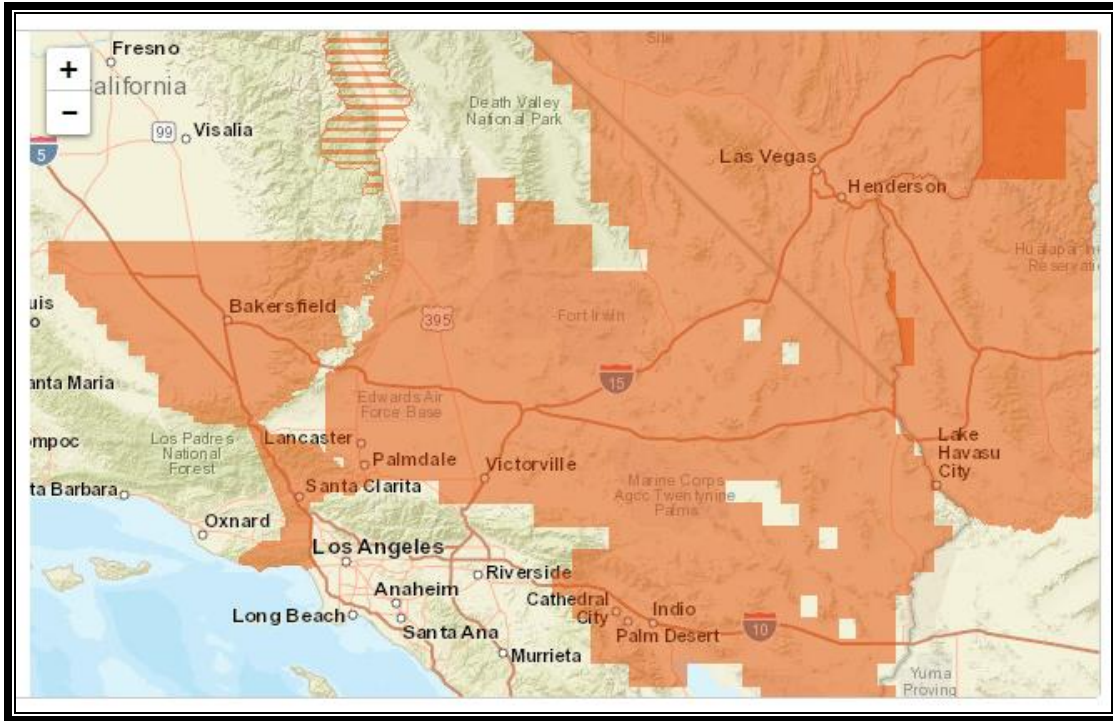 +
−
Fresno
California
Site
Death Valley
National Park
99
Visalia
5
Las Vegas
Henderson
Bakersfield
395
Fort Irwin
15
anta Maria
Edwards Air
Force Base
Los Padres
National
Forest
Lancaster
Palmdale
Victorville
Lake
Havasu
City
Marine Corps
Agcc Twentynine
Palms
ompoc
ta Barbara
Santa Clarita
Oxnard
Los Angeles
Riverside
Anaheim
Cathedral
City
Indio
Long Beach
Santa Ana
Palm Desert
10
Murrieta
Yuma
Proving
uis